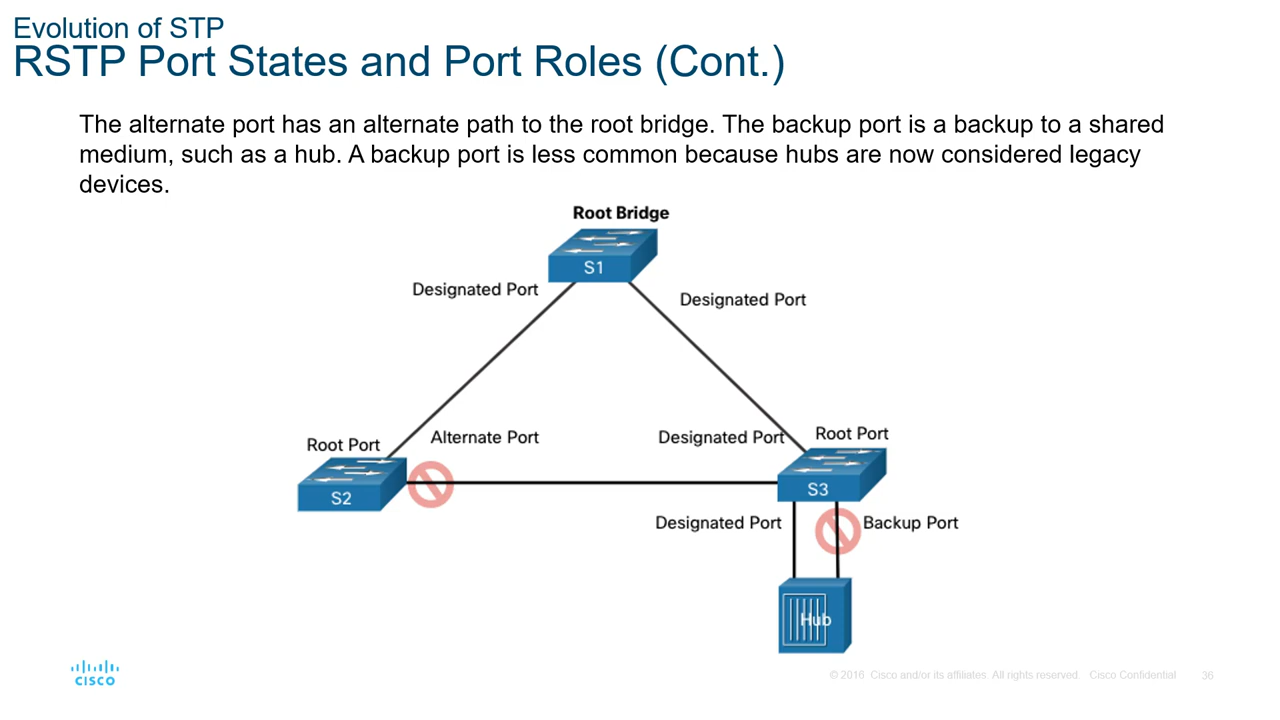 Evolution of STP
RSTP Port States and Port Roles (Cont.)
The alternate port has an alternate path to the root bridge. The backup port is a backup to a shared
medium, such as a hub. A backup port is less common because hubs are now considered legacy
devices.
Root Bridge
S1
Designated Port
Designated Port
Root Port
Alternate Port
Designated Port
Root Port
S2
S3
Designated Port
Backup Port
Hub
CISCO
© 2016 Cisco and/or its affiliates. All rights reserved. Cisco Confidential
36